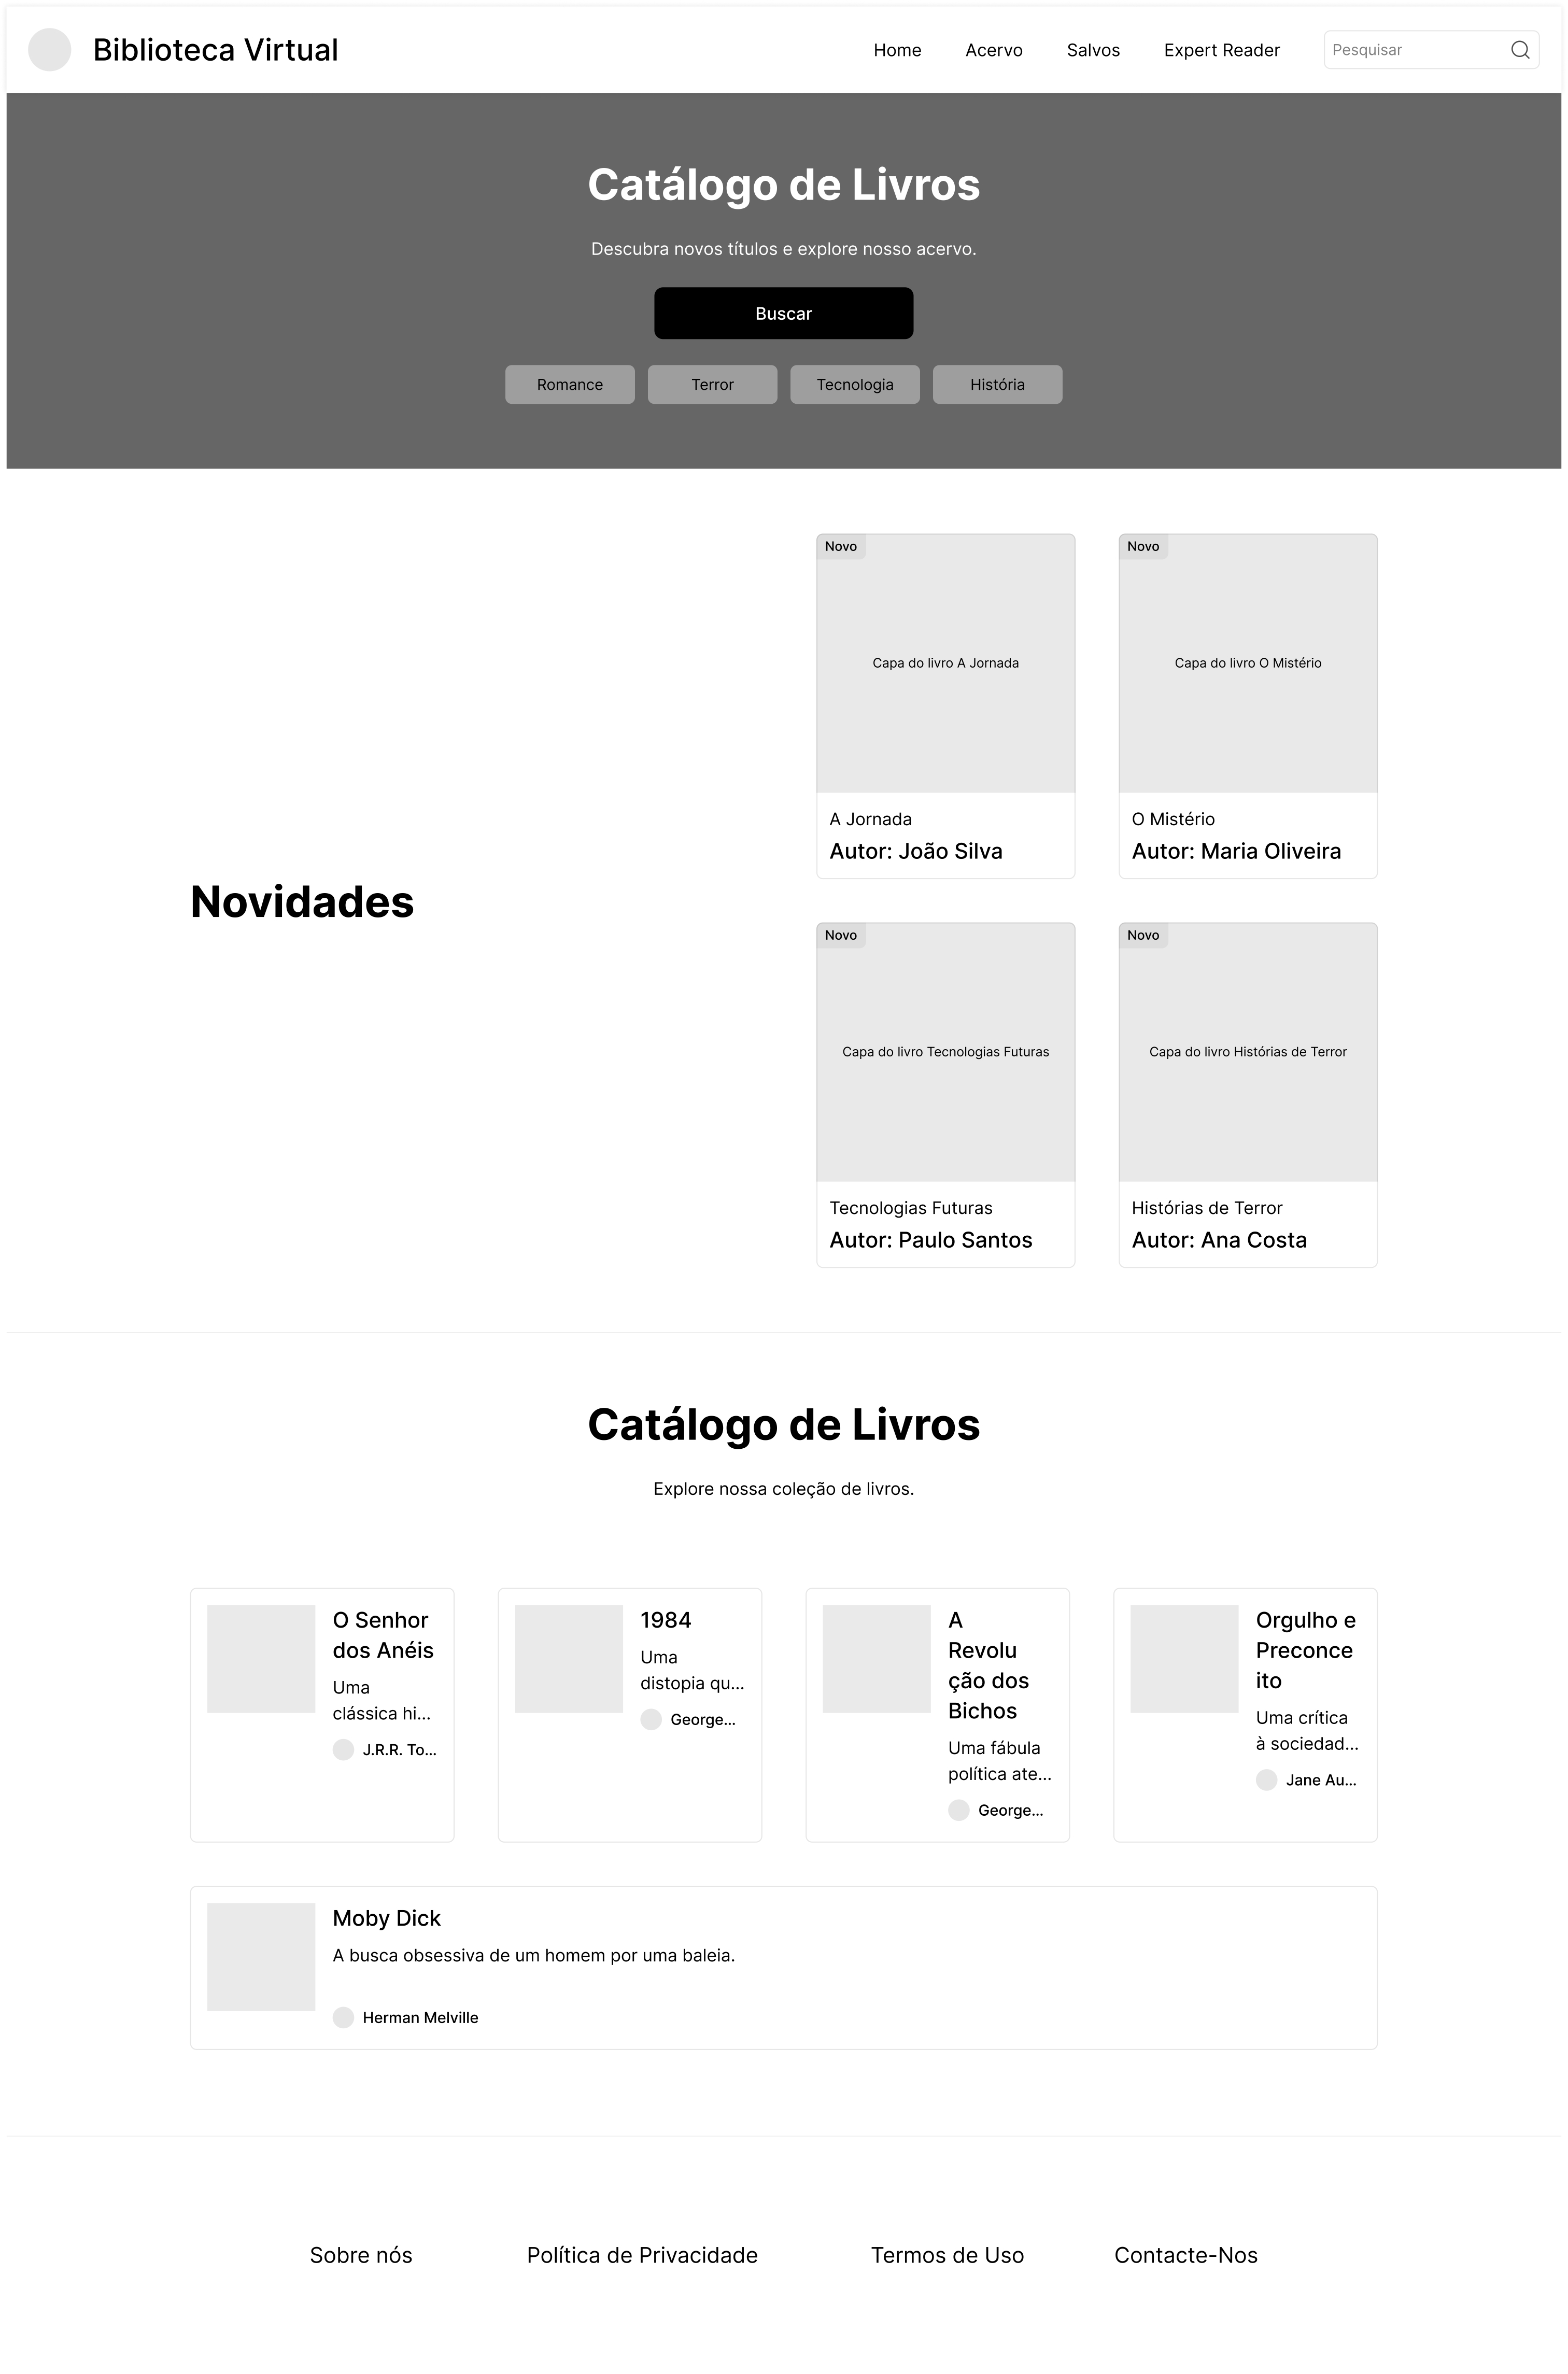 Biblioteca Virtual
Home
Acervo
Salvos
Expert Reader
Pesquisar
Catálogo de Livros
Descubra novos títulos e explore nosso acervo.
Buscar
Romance
Terror
Tecnologia
História
Novidades
Novo
Capa do livro A Jornada
A Jornada
Autor: João Silva
Novo
Capa do livro O Mistério
O Mistério
Autor: Maria Oliveira
Novo
Capa do livro Tecnologias Futuras
Tecnologias Futuras
Autor: Paulo Santos
Novo
Capa do livro Histórias de Terror
Histórias de Terror
Autor: Ana Costa
Catálogo de Livros
Explore nossa coleção de livros.
O Senhor
dos Anéis
Uma
clássica hi...
J.R.R. To...
1984
Uma
distopia qu...
George...
A
Revolu
ção dos
Bichos
Uma fábula
política ate...
George...
Orgulho e
Preconce
ito
Uma crítica
à sociedad...
Jane Au...
Moby Dick
A busca obsessiva de um homem por uma baleia.
Herman Melville
Sobre nós
Política de Privacidade
Termos de Uso
Contacte-Nos